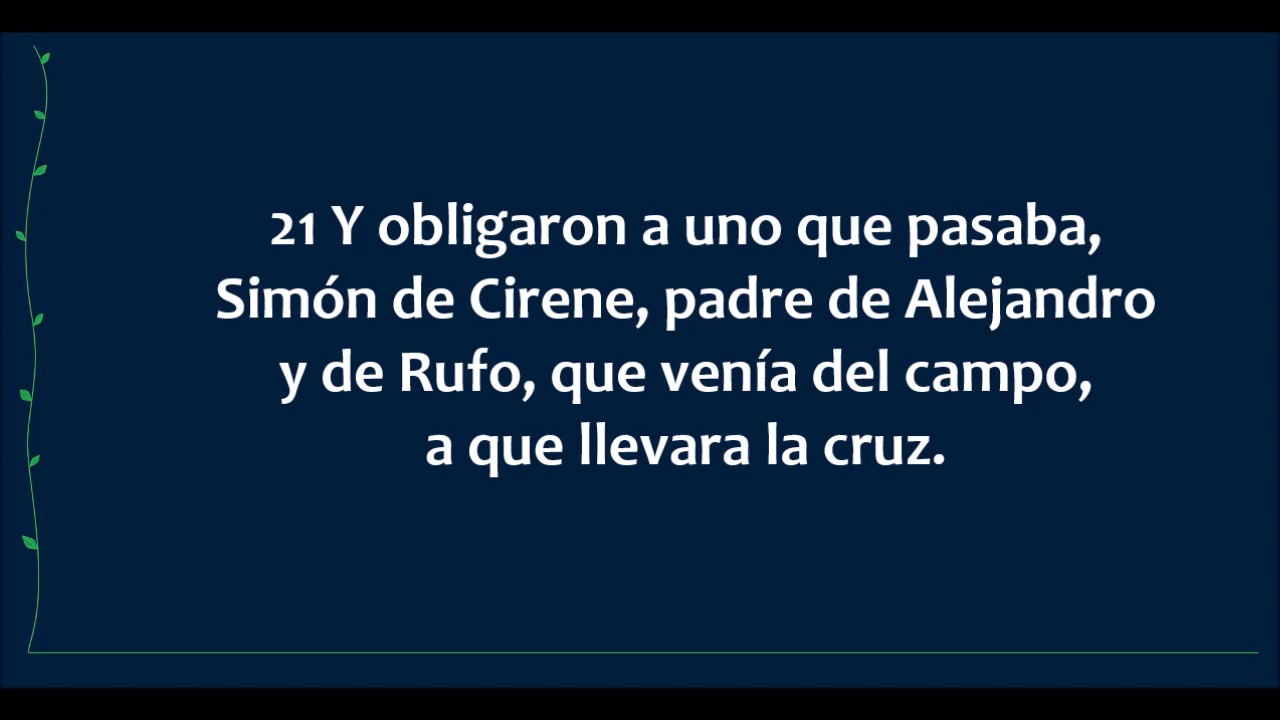 21 Y obligaron a uno que pasaba,
Simón de Cirene, padre de Alejandro
y de Rufo, que venía del campo,
a que llevara la cruz.